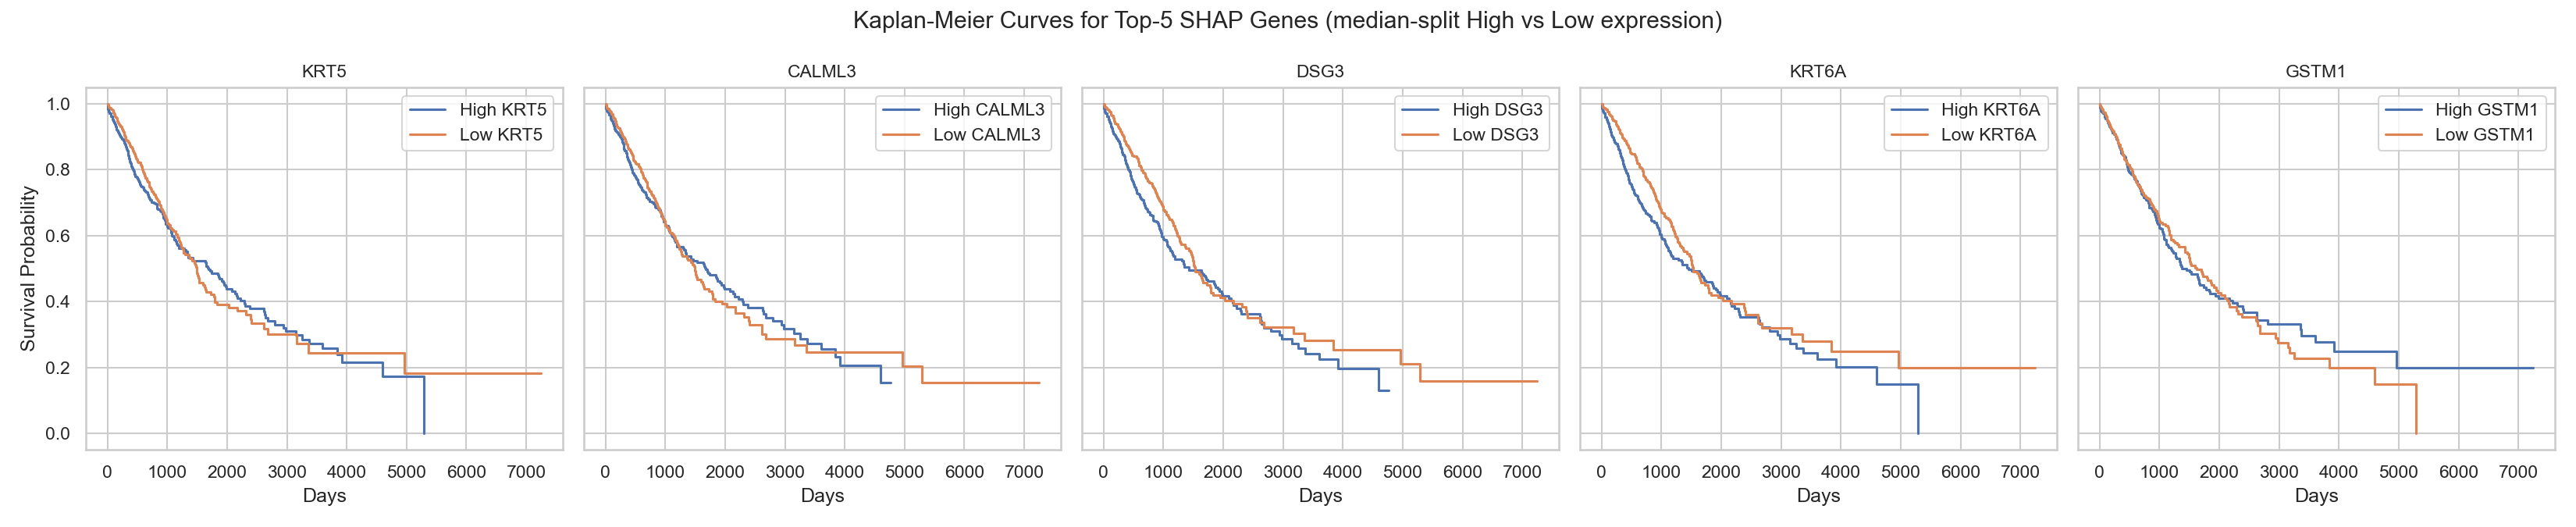 Kaplan-Meier Curves for Top-5 SHAP Genes (median-split High vs Low expression)
KRT5
High KRT5
Low KRT5
Survival Probability
1.0
0.8
0.6
0.4
0.2
0.0
0 1000 2000 3000 4000 5000 6000 7000
Days
CALML3
High CALML3
Low CALML3
0 1000 2000 3000 4000 5000 6000 7000
Days
DSG3
High DSG3
Low DSG3
0 1000 2000 3000 4000 5000 6000 7000
Days
KRT6A
High KRT6A
Low KRT6A
0 1000 2000 3000 4000 5000 6000 7000
Days
GSTM1
High GSTM1
Low GSTM1
0 1000 2000 3000 4000 5000 6000 7000
Days